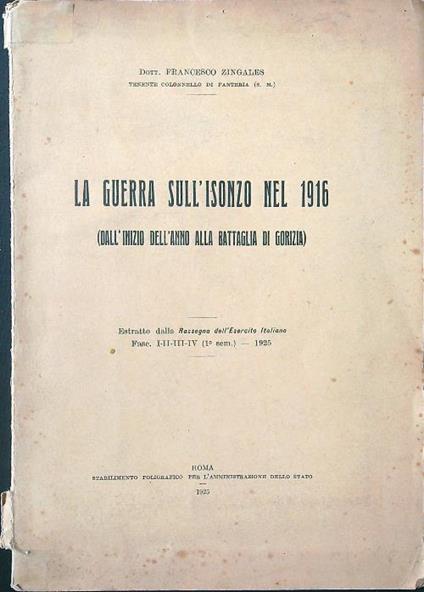 Dott. FRANCESCO ZINGALES
TENENTE COLONNELLO DI FANTERIA (S. M.)
LA GUERRA SULL'ISONZO NEL 1916
(DALL'INIZIO DELL'ANNO ALLA BATTAGLIA DI GORIZIA)
Estratto dalla Rassegna dell'Esercito Italiano
Fasc. I-II-III-IV (1º sem.) — 1925
ROMA
STABILIMENTO POLIGRAFICO PER L'AMMINISTRAZIONE DELLO STATO
1925